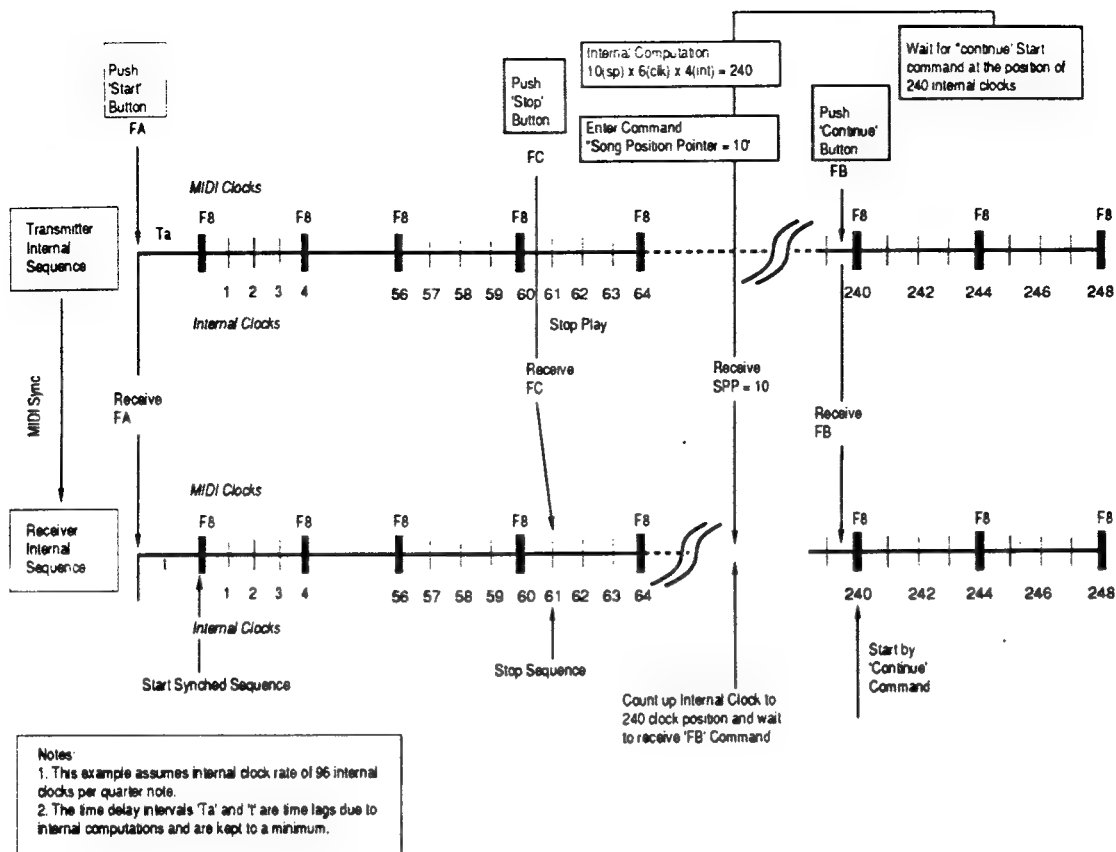 Push
'Start'
Button
FA
Internal Computation
10(sp) x 6(clk) x 4(int) = 240
Wait for "continue' Start
command at the position of
240 internal clocks
Push
'Stop'
Button
FC
Enter Command
"Song Position Pointer = 10'
Push
'Continue'
Button
FB
MIDI Clocks
Transmitter
Internal
Sequence
Ta
F8 F8 F8 F8 F8 F8 F8 F8
1 2 3 4 56 57 58 59 60 61 62 63 64 240 242 244 246 248
Internal Clocks
Stop Play
MIDI Sync
Receive
FA
Receive
FC
Receive
SPP = 10
Receive
FB
MIDI Clocks
Receiver
Internal
Sequence
F8 F8 F8 F8 F8 F8 F8 F8
1 2 3 4 56 57 58 59 60 61 62 63 64 240 242 244 246 248
Internal Clocks
Start Synched Sequence
Stop Sequence
Count up Internal Clock to
240 clock position and wait
to receive 'FB' Command
Start by
'Continue'
Command
Notes:
1. This example assumes internal clock rate of 96 internal
clocks per quarter note.
2. The time delay intervals 'Ta' and 't' are time lags due to
internal computations and are kept to a minimum.